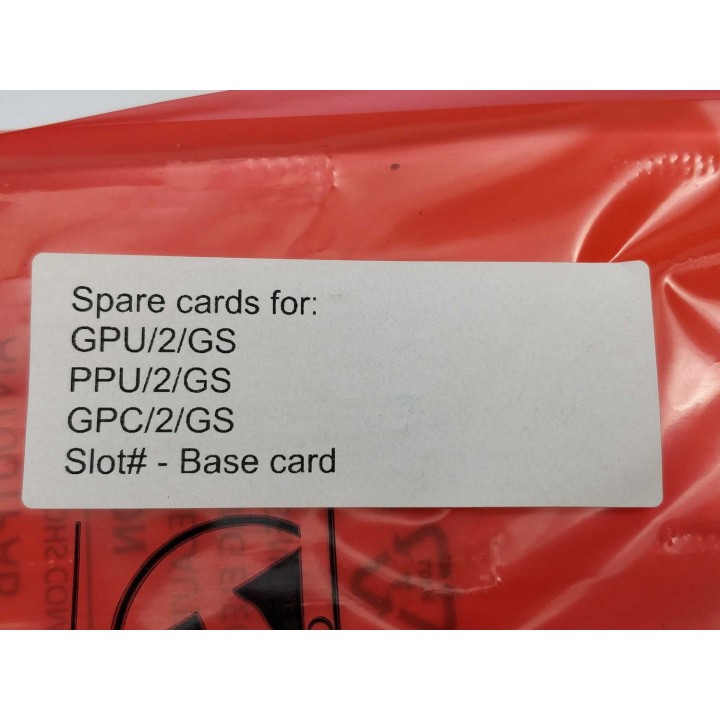 Spare cards for:
GPU/2/GS
PPU/2/GS
GPC/2/GS
Slot# - Base card